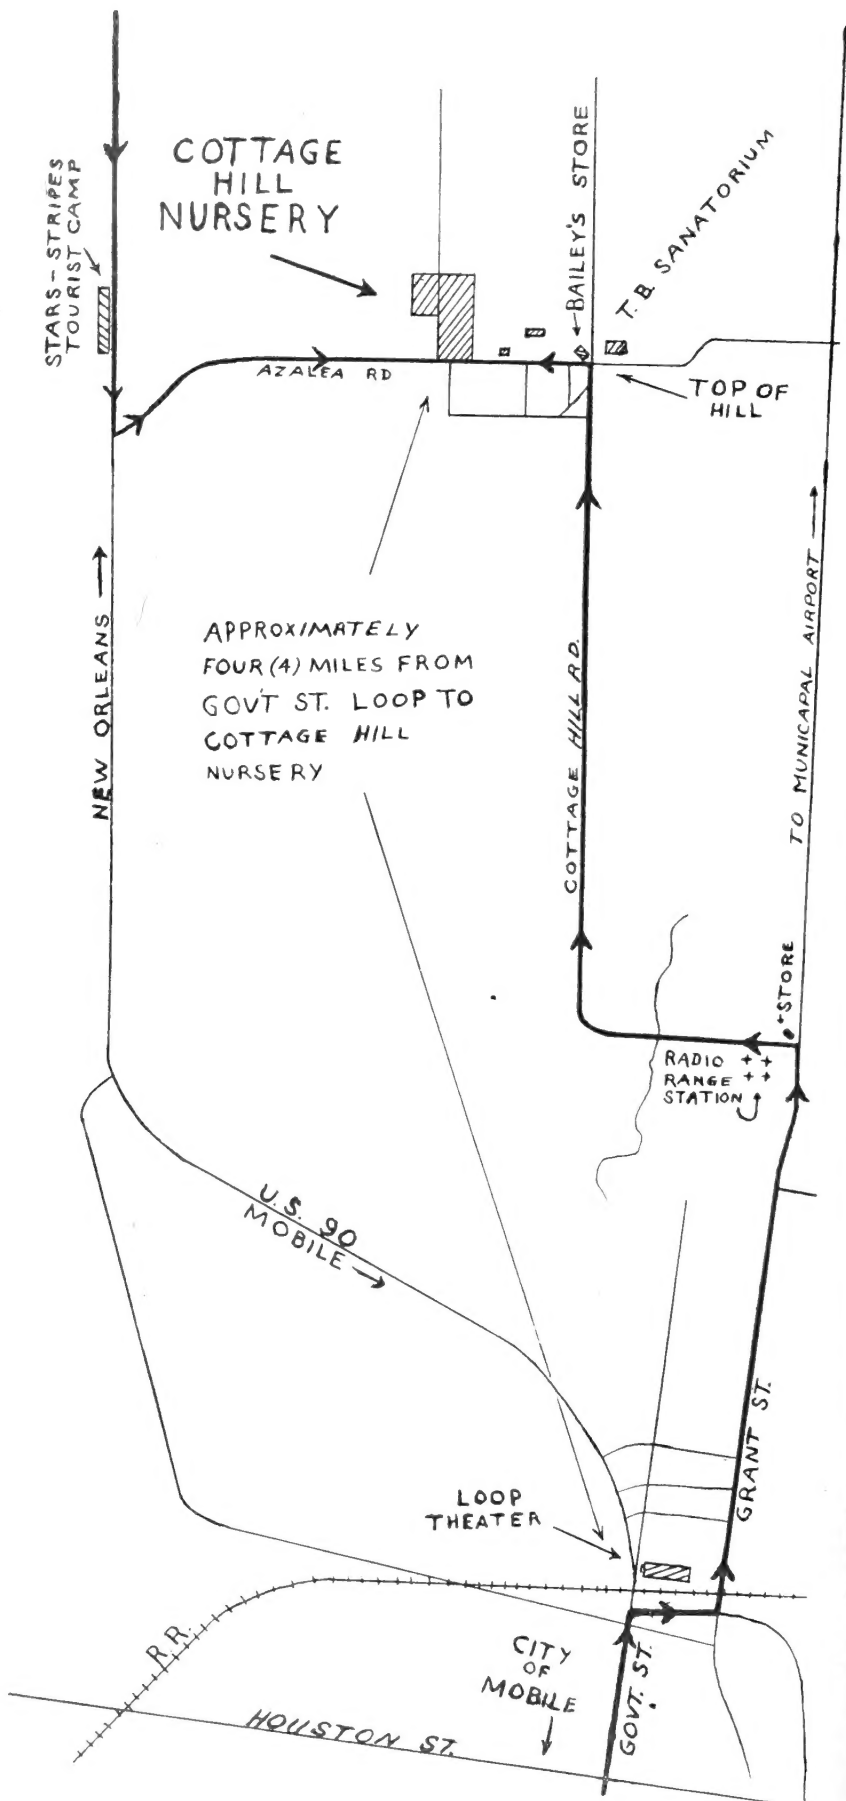 COTTAGE
HILL
NURSERY
STARS-STRIPES
TOURIST CAMP
BAILEY'S STORE
T.B. SANATORIUM
AZALEA RD
TOP OF
HILL
NEW ORLEANS
APPROXIMATELY
FOUR (4) MILES FROM
GOV'T ST. LOOP TO
COTTAGE HILL
NURSERY
COTTAGE HILL RD.
TO MUNICAPAL AIRPORT
STORE
RADIO
RANGE
STATION
U.S. 90
MOBILE
GRANT ST.
LOOP
THEATER
R.R.
CITY
OF
MOBILE
GOVT. ST.
HOUSTON ST.